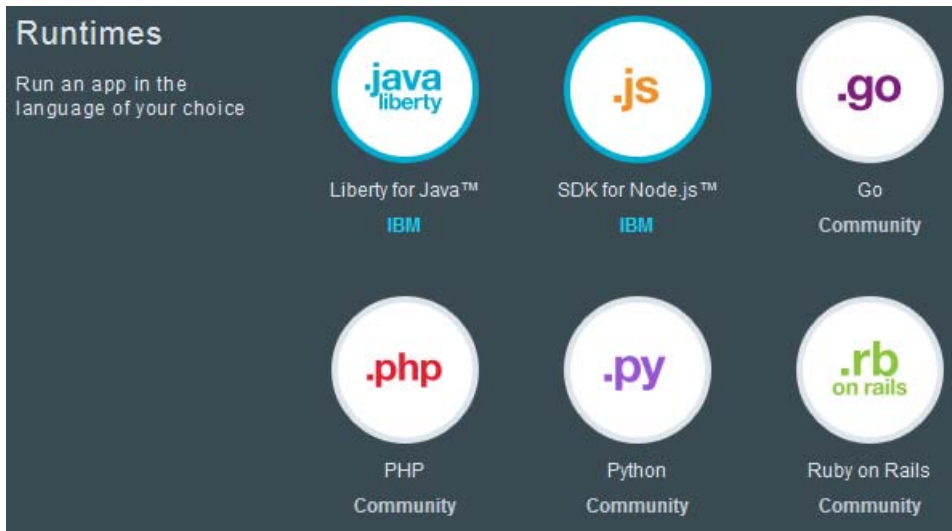 Runtimes
Run an app in the
language of your choice
.java
liberty
.js
.go
Liberty for Java™
SDK for Node.js™
Go
IBM
IBM
Community
.php
.py
.rb
on rails
PHP
Python
Ruby on Rails
Community
Community
Community